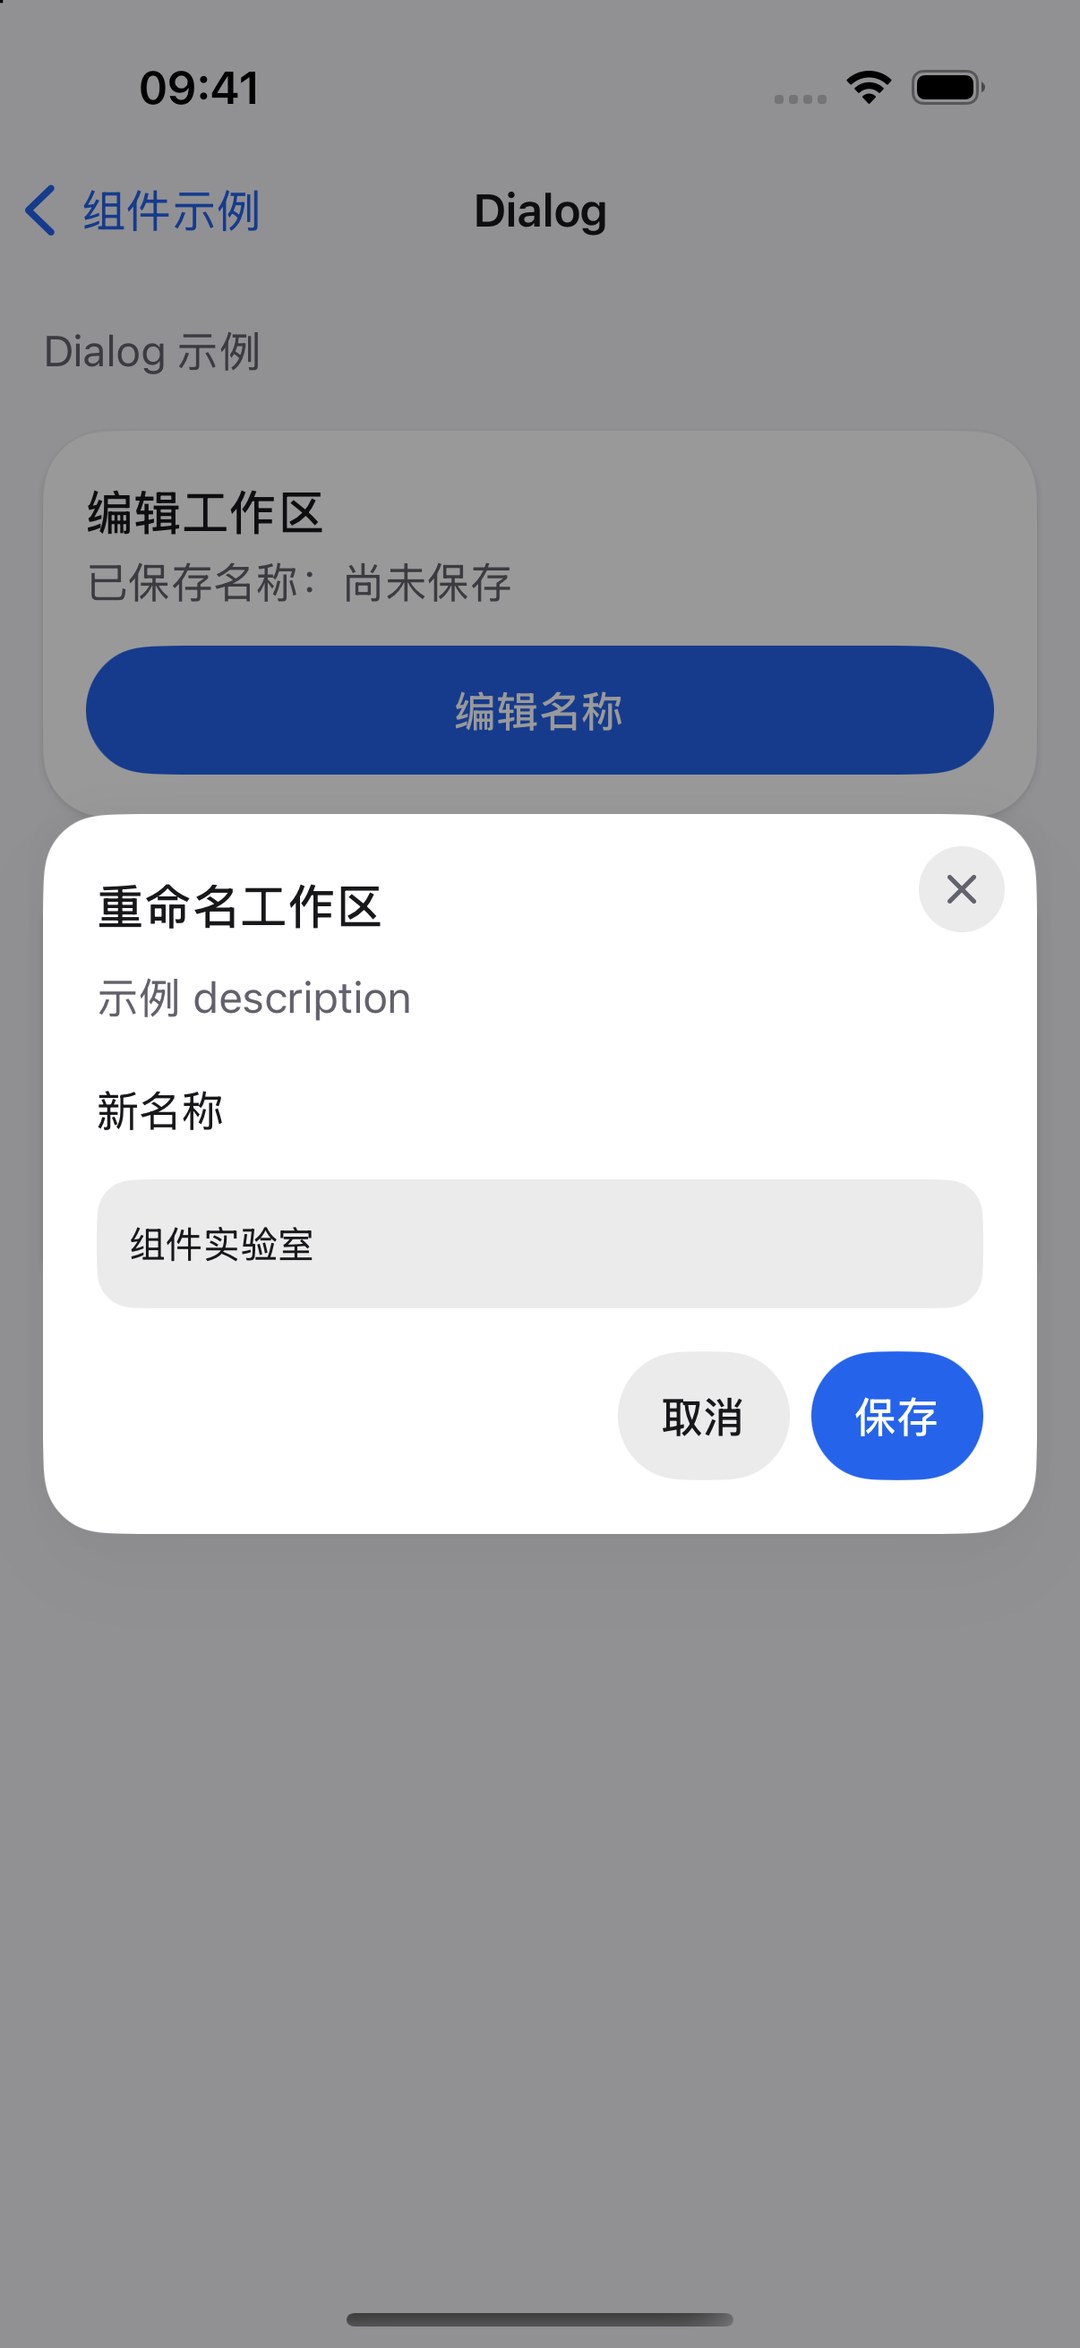 09:41
组件示例
Dialog
Dialog 示例
编辑工作区
已保存名称：尚未保存
编辑名称
重命名工作区
示例 description
新名称
组件实验室
取消
保存